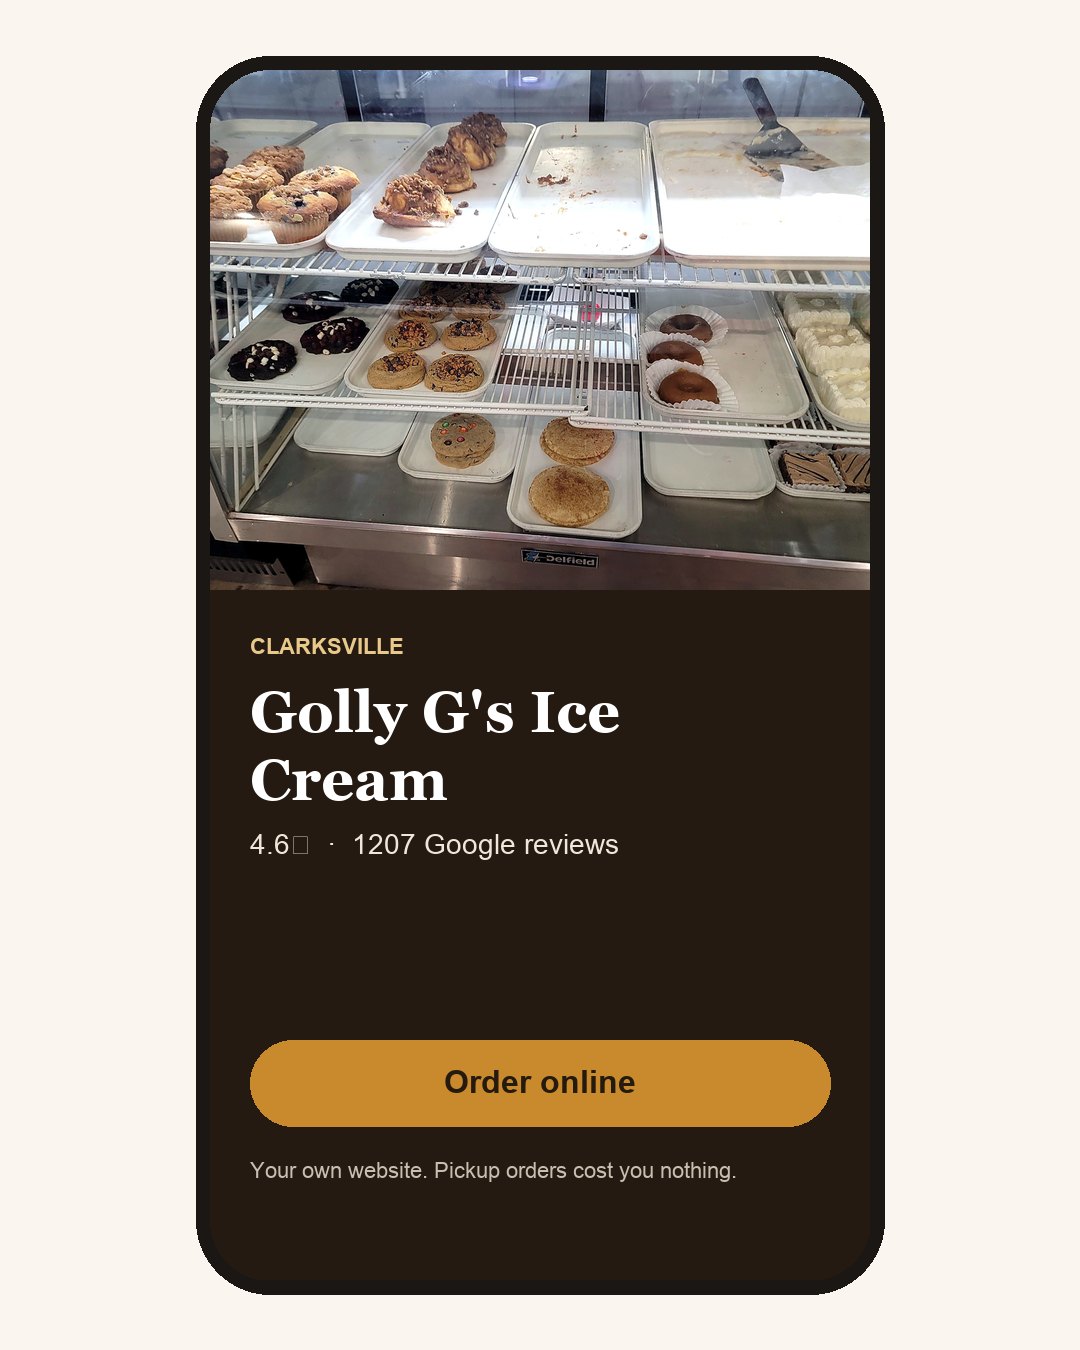 Delfield
CLARKSVILLE
Golly G's Ice
Cream
4.6□ · 1207 Google reviews
Order online
Your own website. Pickup orders cost you nothing.